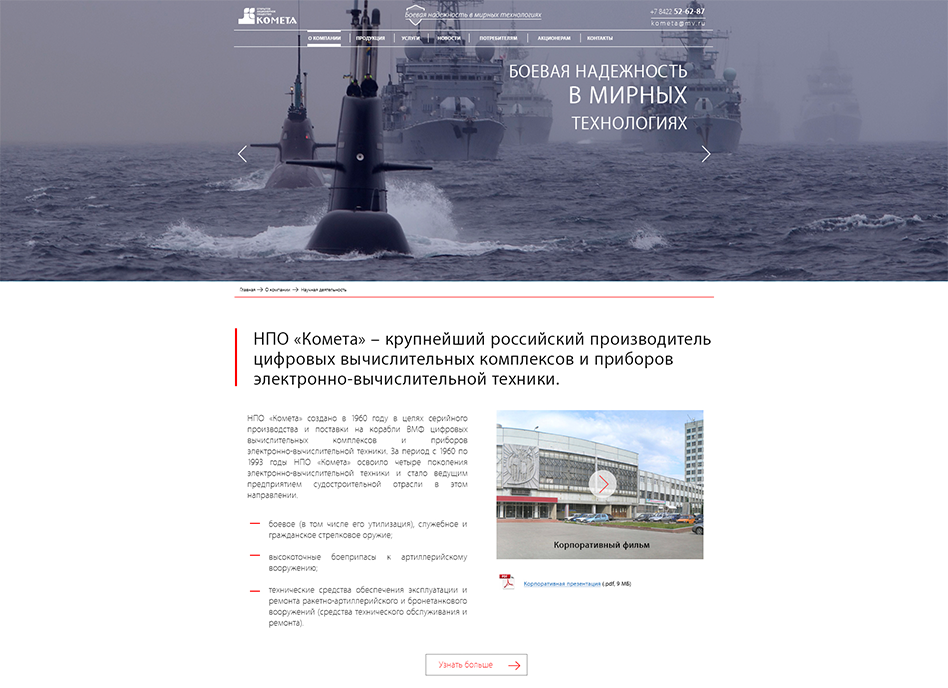 КОМЕТА
Боевая надежность в мирных технологиях
+7 8422 52-62-87
kometa@mv.ru
О КОМПАНИИ
ПРОДУКЦИЯ
УСЛУГИ
НОВОСТИ
ПОТРЕБИТЕЛЯМ
АКЦИОНЕРАМ
КОНТАКТЫ
БОЕВАЯ НАДЕЖНОСТЬ
В МИРНЫХ
ТЕХНОЛОГИЯХ
Главная → О компании → Научная деятельность
НПО «Комета» – крупнейший российский производитель
цифровых вычислительных комплексов и приборов
электронно-вычислительной техники.
НПО «Комета» создано в 1960 году в целях серийного
производства и поставки на корабли ВМФ цифровых
вычислительных комплексов и приборов
электронно-вычислительной техники. За период с 1960 по
1993 годы НПО «Комета» освоило четыре поколения
электронно-вычислительной техники и стало ведущим
предприятием судостроительной отрасли в этом
направлении.
— боевое (в том числе его утилизация), служебное и
гражданское стрелковое оружие;
— высокоточные боеприпасы к артиллерийскому
вооружению;
— технические средства обеспечения эксплуатации и
ремонта ракетно-артиллерийского и бронетанкового
вооружений (средства технического обслуживания и
ремонта).
Корпоративный фильм
Корпоративная презентация (.pdf, 9 МБ)
Узнать больше →